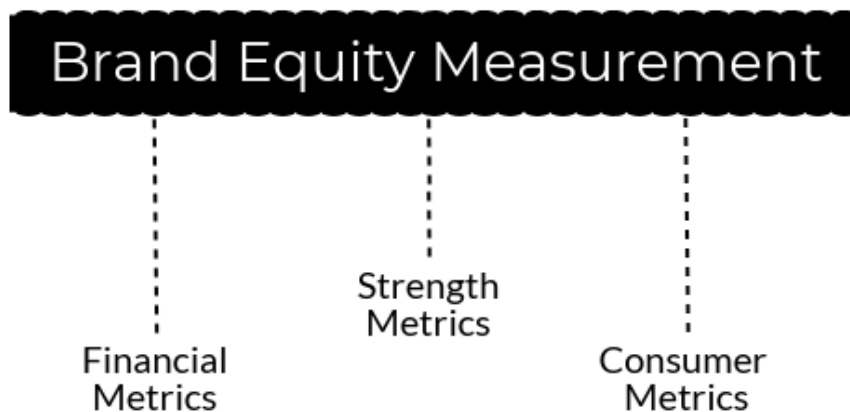 Brand Equity Measurement
Strength
Metrics
Financial
Metrics
Consumer
Metrics